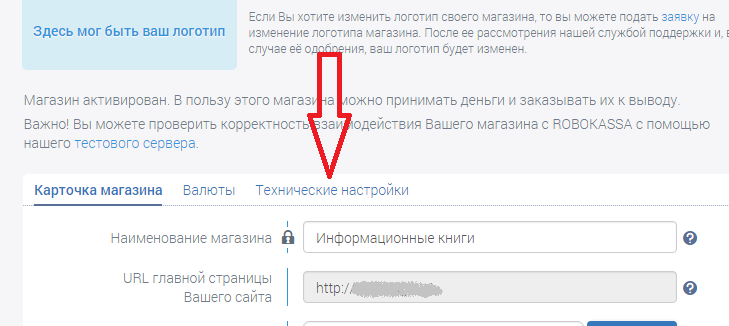 Здесь мог быть ваш логотип
Если Вы хотите изменить логотип своего магазина, то вы можете подать заявку на
изменение логотипа магазина. После ее рассмотрения нашей службой поддержки и, в
случае её одобрения, ваш логотип будет изменен.
Магазин активирован. В пользу этого магазина можно принимать деньги и заказывать их к выводу.
Важно! Вы можете проверить корректность взаимодействия Вашего магазина с ROBOKASSA с помощью
нашего тестового сервера.
Карточка магазина Валюты Технические настройки
Наименование магазина Информационные книги
URL главной страницы
Вашего сайта http:/